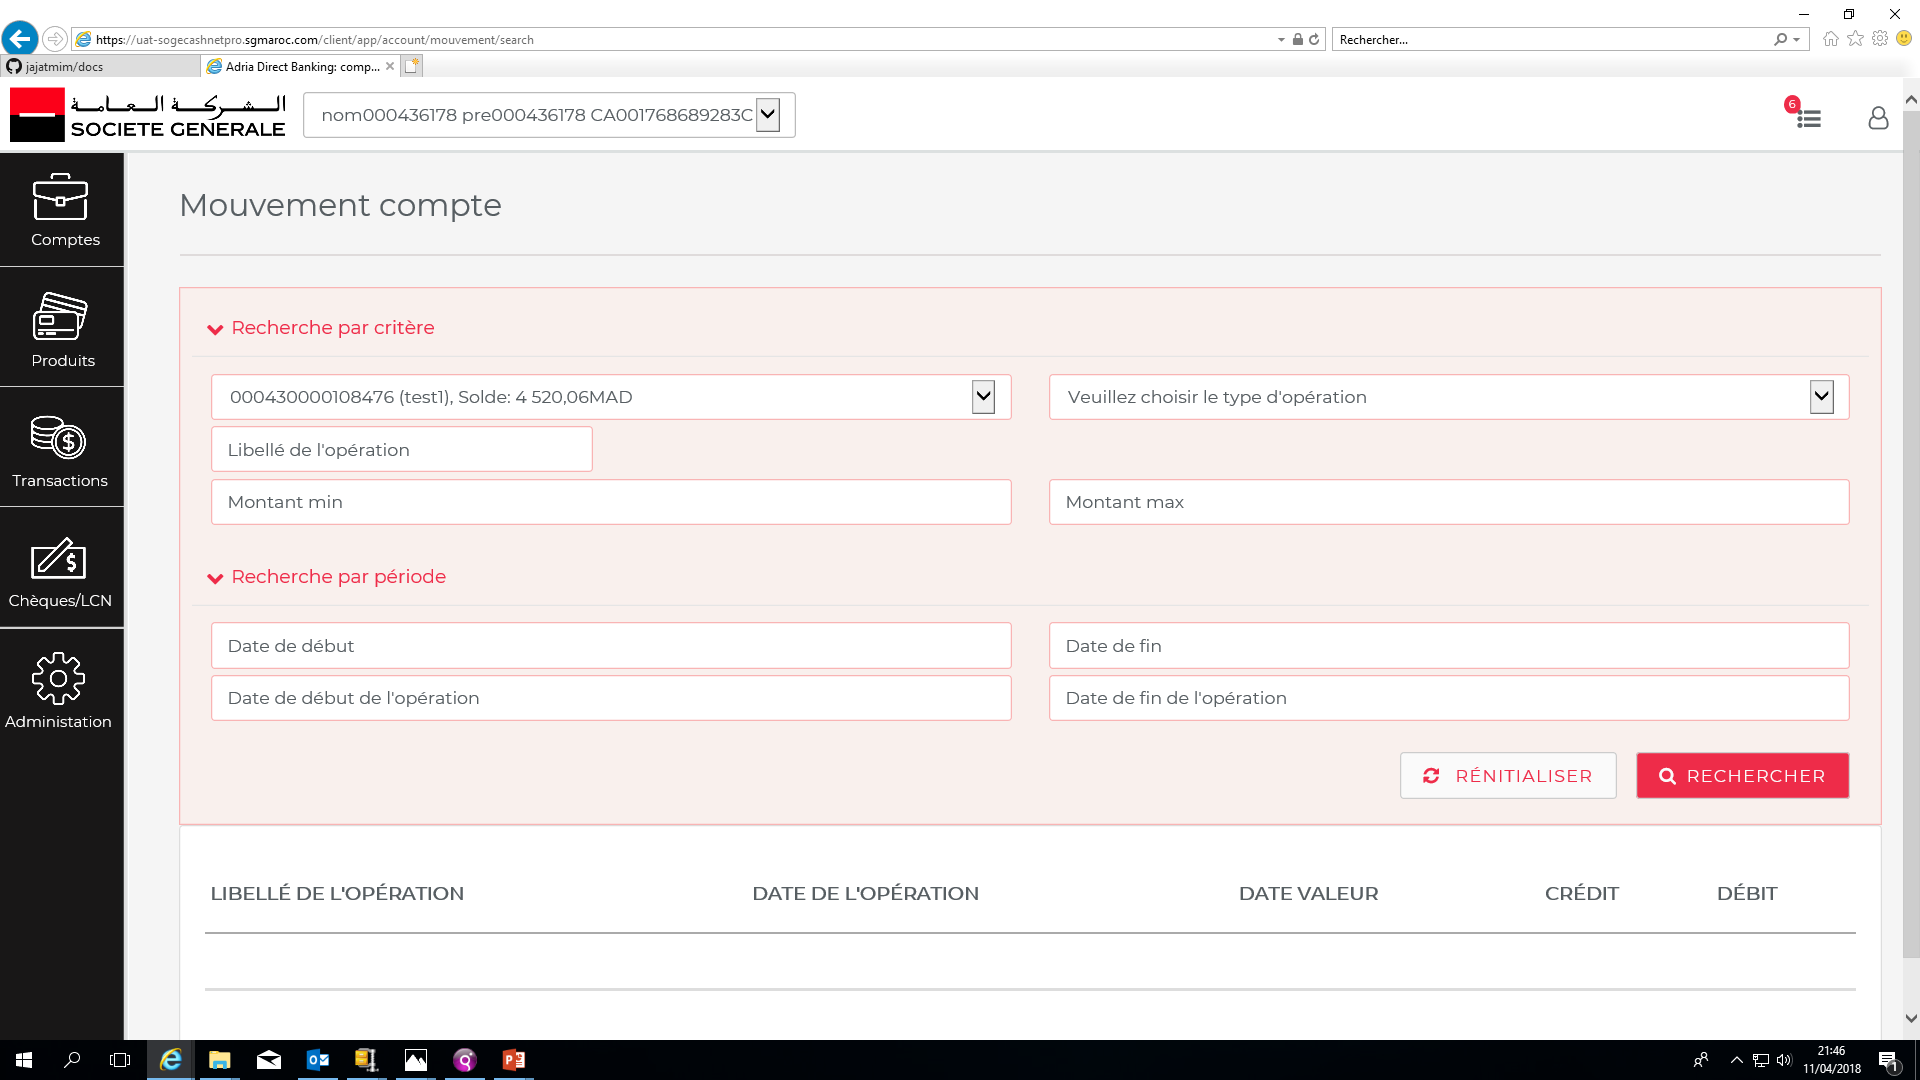 https://uat-sogecashnetpro.sgmaroc.com/client/app/account/mouvement/search
Rechercher...
jajatmim/docs
Adria Direct Banking: comp...
الشركة العامة
SOCIETE GENERALE
nom000436178 pre000436178 CA001768689283C
6
Comptes
Produits
Transactions
Chèques/LCN
Administation
Mouvement compte
Recherche par critère
000430000108476 (test1), Solde: 4 520,06MAD
Veuillez choisir le type d'opération
Libellé de l'opération
Montant min
Montant max
Recherche par période
Date de début
Date de fin
Date de début de l'opération
Date de fin de l'opération
RÉNITIALISER
RECHERCHER
LIBELLÉ DE L'OPÉRATION
DATE DE L'OPÉRATION
DATE VALEUR
CRÉDIT
DÉBIT
21:46
11/04/2018
1